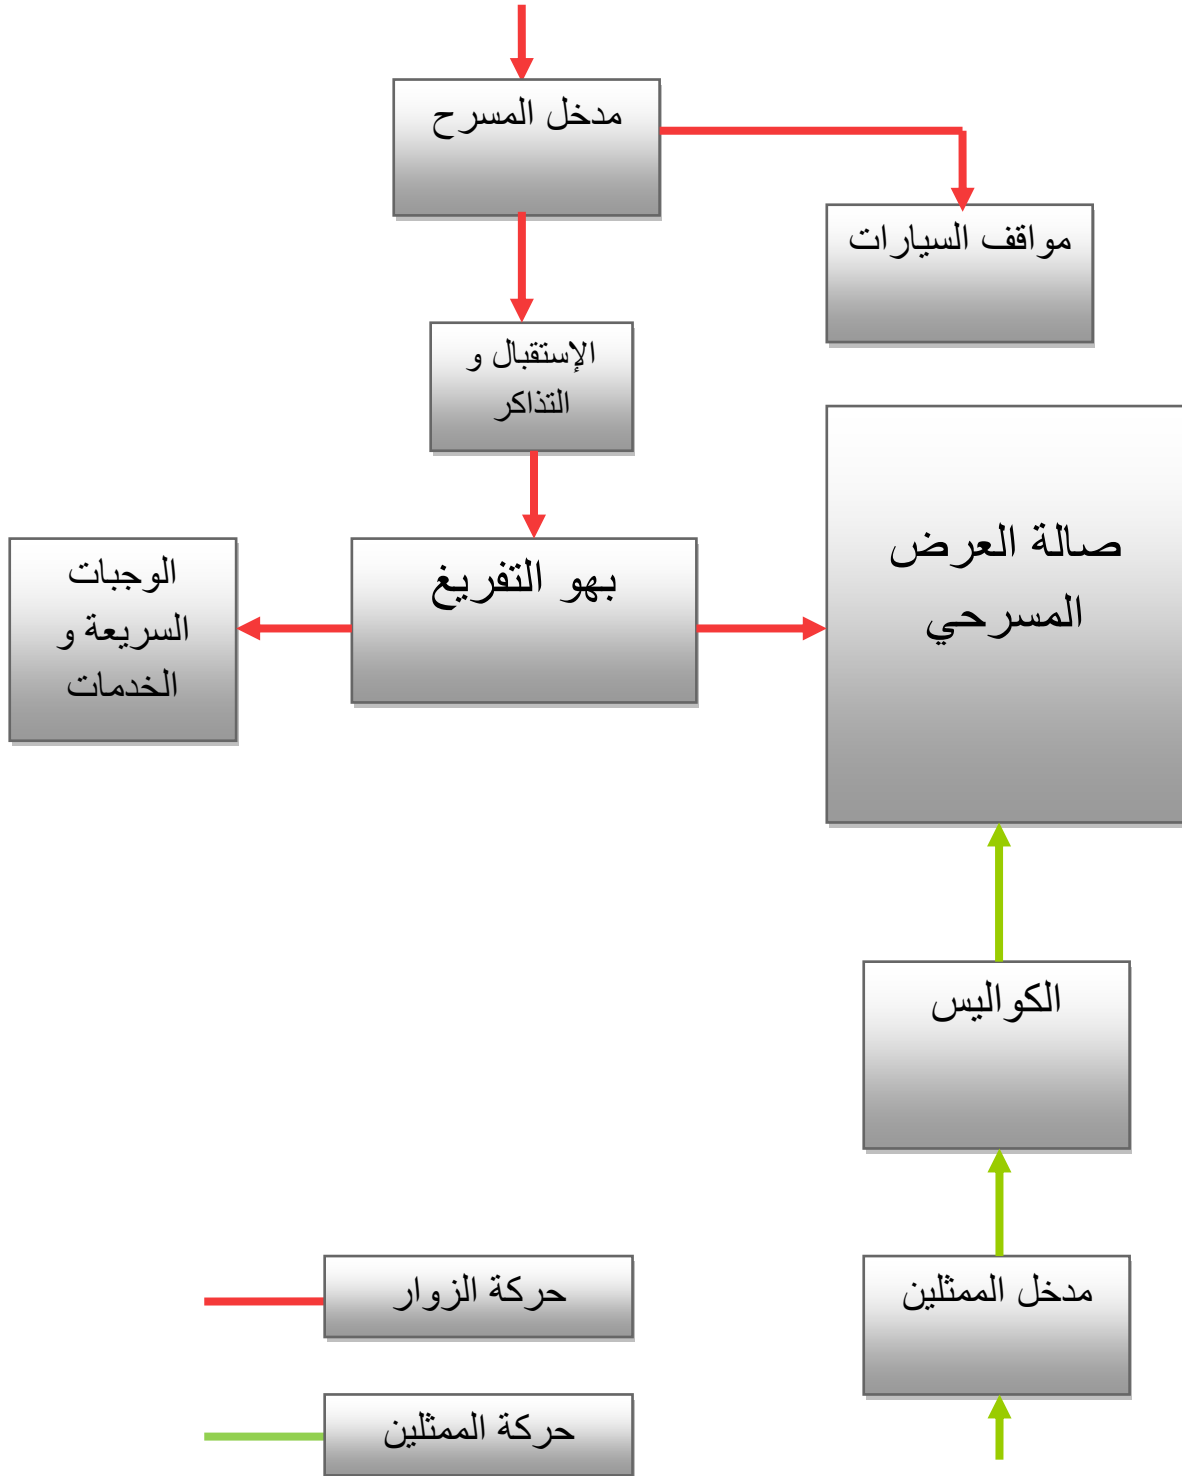 مدخل المسرح
مواقف السيارات
الإستقبال و
التذاكر
صالة العرض
المسرحي
بهو التفريغ
الوجبات
السريعة و
الخدمات
الكواليس
مدخل الممثلين
حركة الزوار
حركة الممثلين